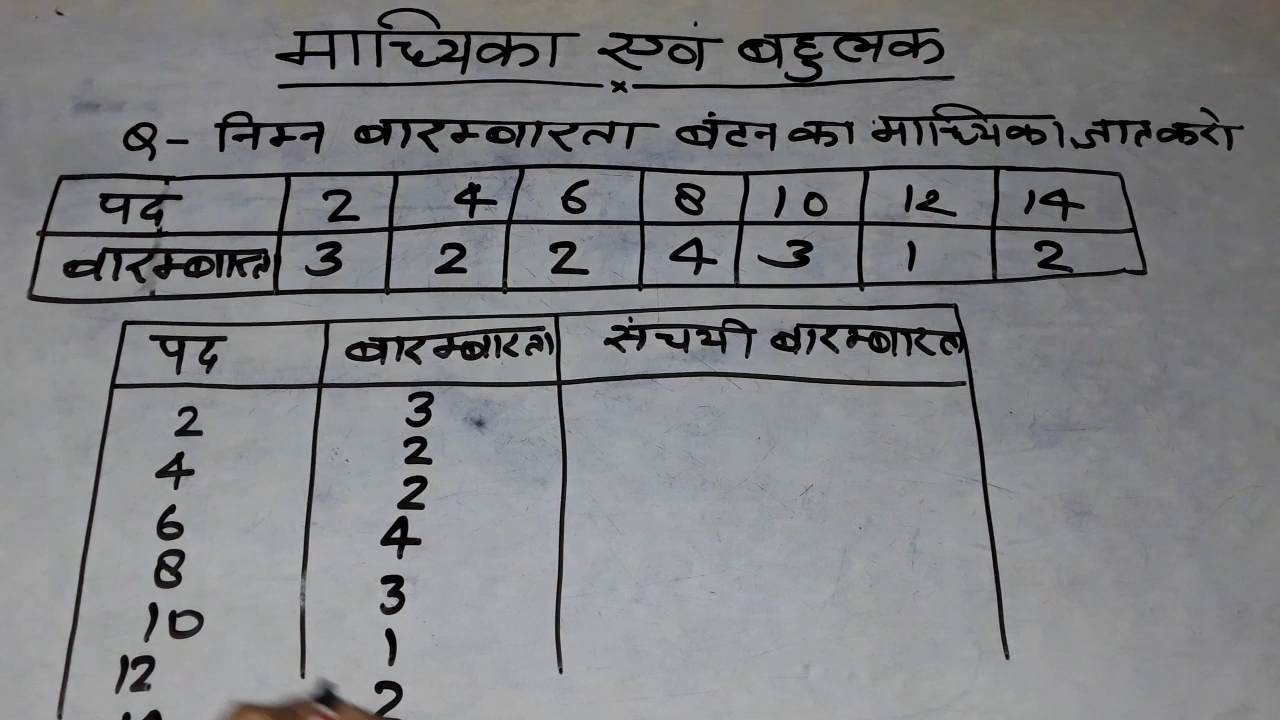 माध्यिका एवं बहुलक
Q- निम्न बारम्बारता बंटन का माध्यिका ज्ञात करो
पद 2 4 6 8 10 12 14
बारम्बारता 3 2 2 4 3 1 2
पद बारम्बारता संचयी बारम्बारता
2 3
4 2
6 2
8 4
10 3
12 1
2